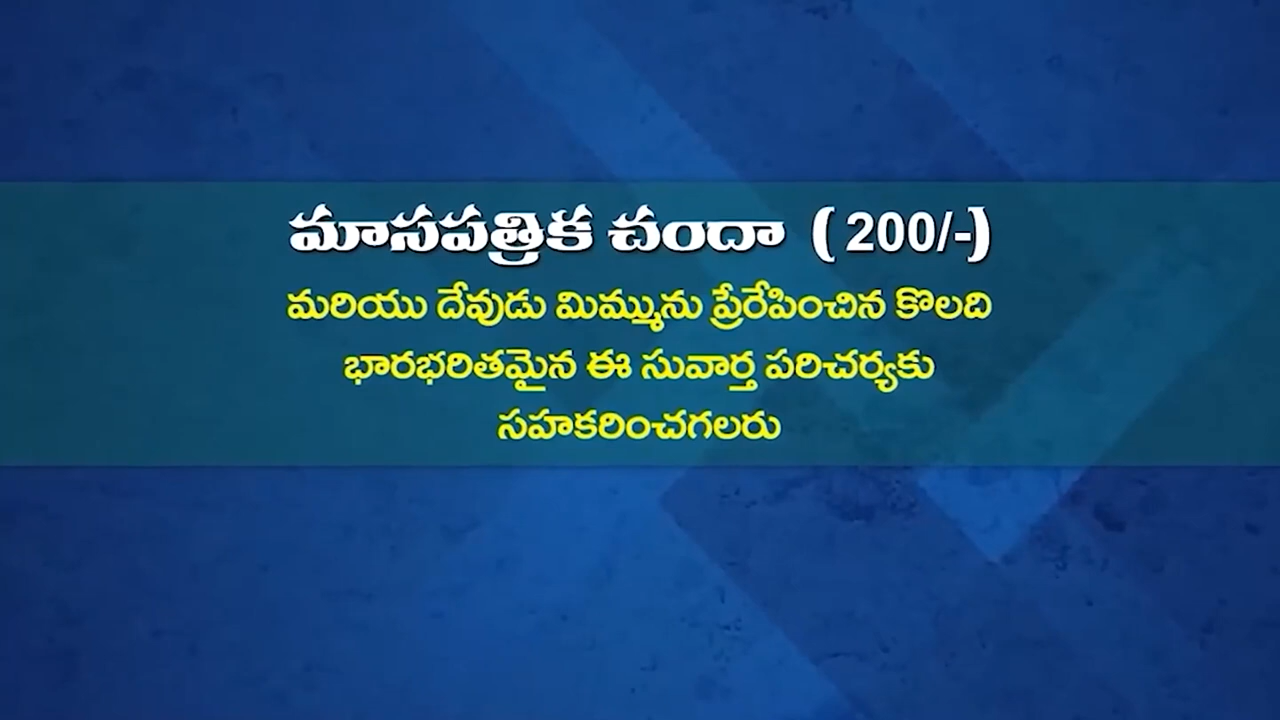 మాసపత్రిక చందా ( 200/-)
మరియు దేవుడు మిమ్మును ప్రేరేపించిన కొలది
భారభరితమైన ఈ సువార్త పరిచర్యకు
సహకరించగలరు